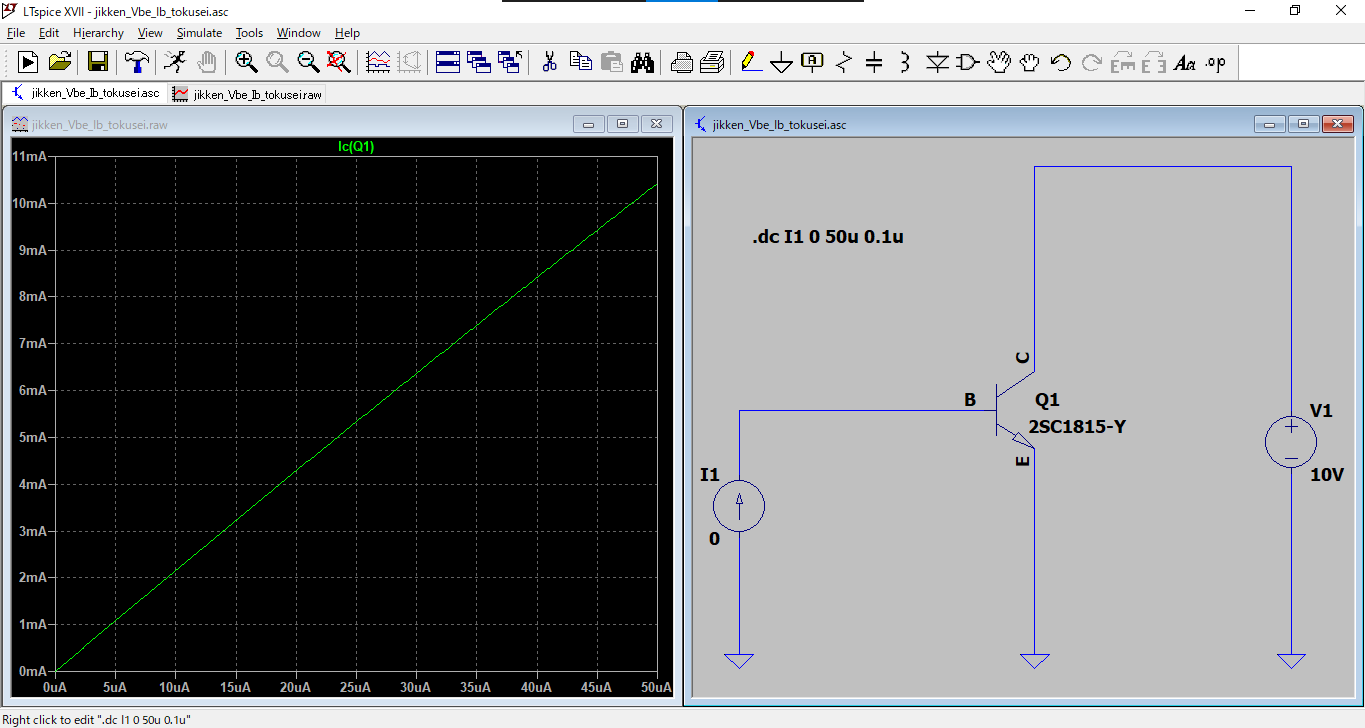 LTspice XVII - jikken_Vbe_Ib_tokusei.asc
File Edit Hierarchy View Simulate Tools Window Help
A Aa .op
jikken_Vbe_Ib_tokusei.asc jikken_Vbe_Ib_tokusei.raw
jikken_Vbe_Ib_tokusei.raw
Ic(Q1)
11mA
10mA
9mA
8mA
7mA
6mA
5mA
4mA
3mA
2mA
1mA
0mA
0uA 5uA 10uA 15uA 20uA 25uA 30uA 35uA 40uA 45uA 50uA
jikken_Vbe_Ib_tokusei.asc
.dc I1 0 50u 0.1u
C
B
Q1
2SC1815-Y
E
V1
10V
I1
0
Right click to edit ".dc I1 0 50u 0.1u"